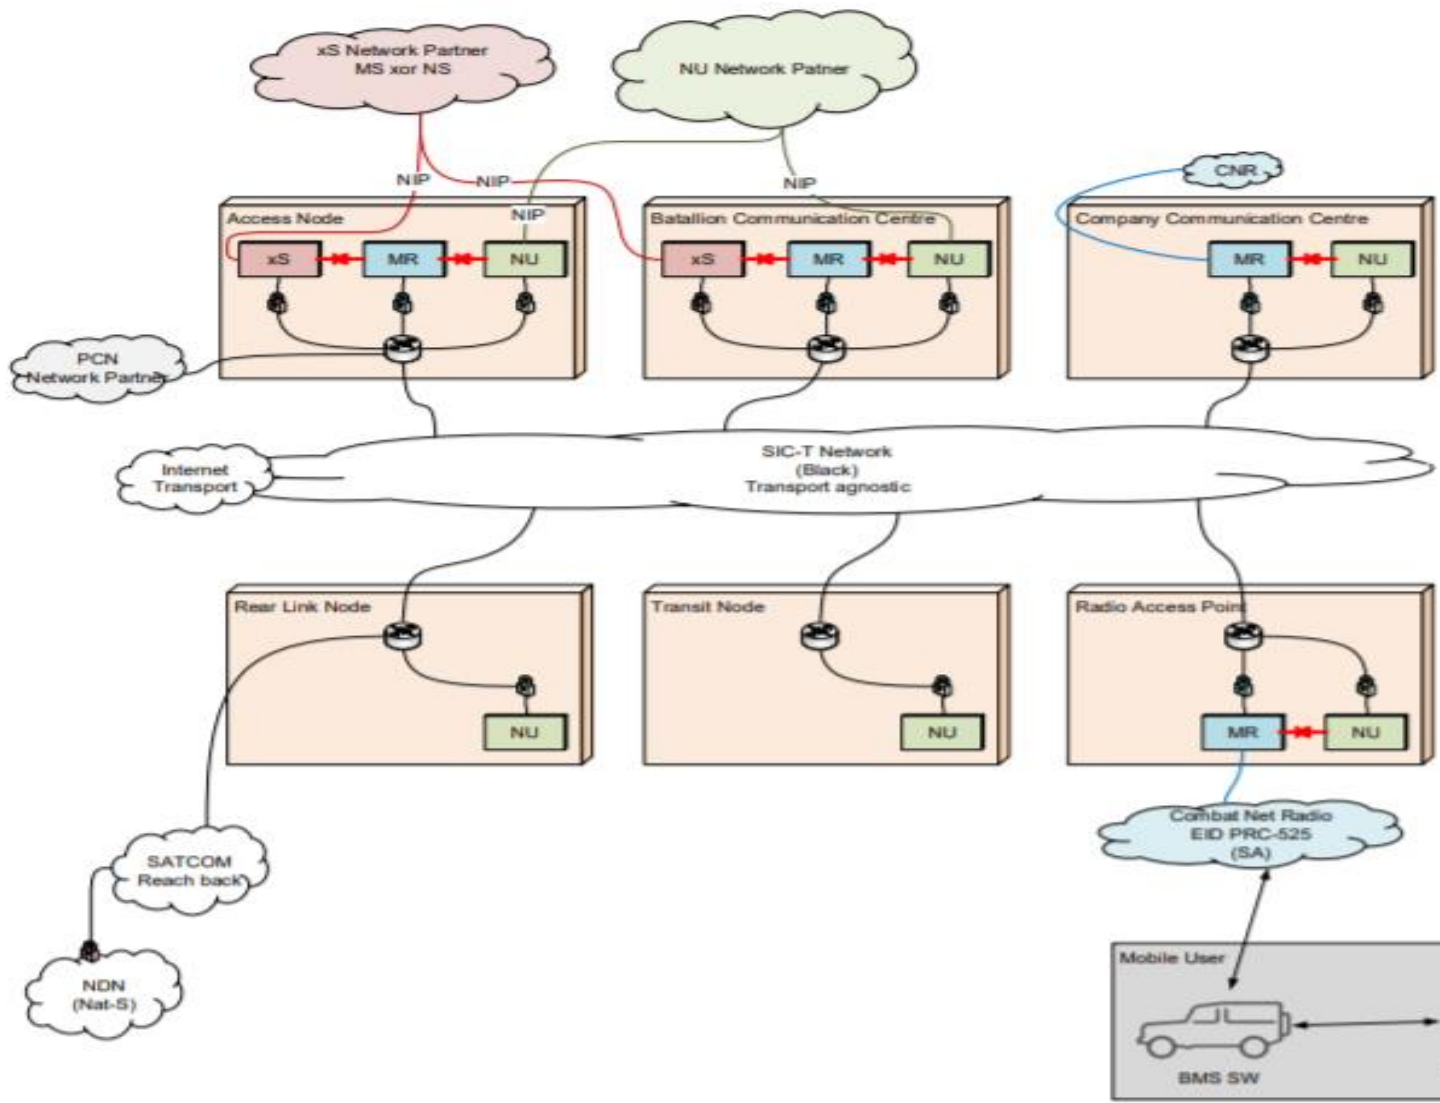 xS Network Partner
MS xor NS
NU Network Patner
NIP
NIP
NIP
NIP
CNR
Access Node
xS
MR
NU
Batallion Communication Centre
xS
MR
NU
Company Communication Centre
MR
NU
PCN
Network Partner
Internet
Transport
SIC-T Network
(Black)
Transport agnostic
Rear Link Node
NU
Transit Node
NU
Radio Access Point
MR
NU
SATCOM
Reach back
NDN
(Nat-S)
Combat Net Radio
EID PRC-525
(SA)
Mobile User
BMS SW